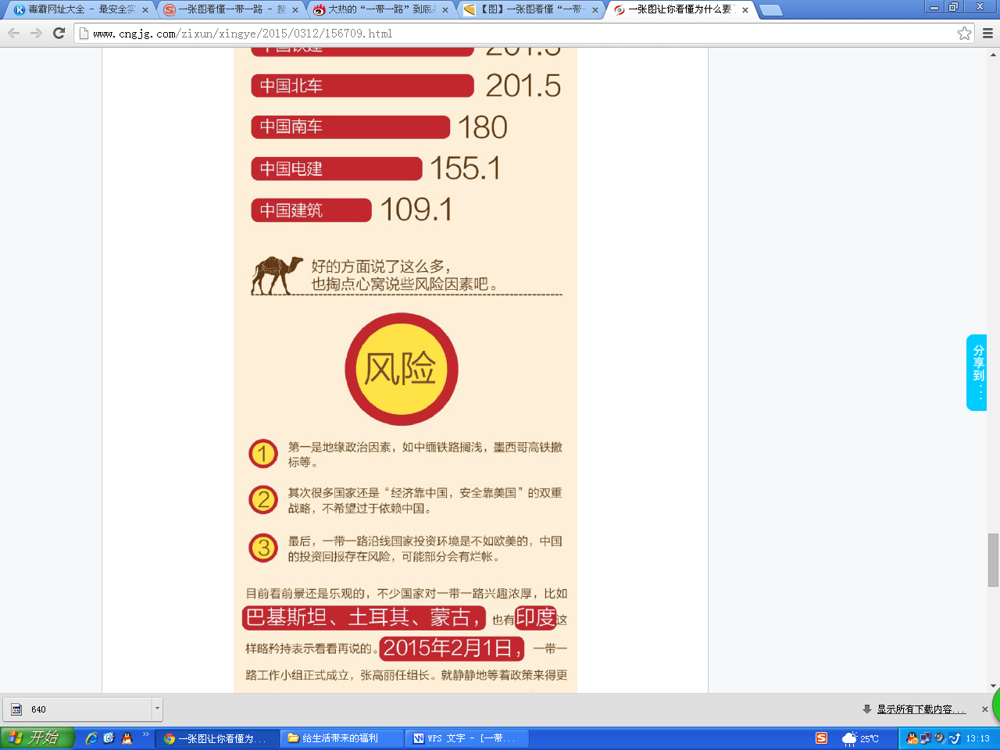 毒霸网址大全 - 最安全实
一张图看懂一带一路 - 搜
大热的“一带一路”到底
【图】一张图看懂“一带一
一张图让你看懂为什么要
www.cngjg.com/zixun/xingye/2015/0312/156709.html
中国铁建 201.5
中国北车 201.5
中国南车 180
中国电建 155.1
中国建筑 109.1
好的方面说了这么多，
也掏点心窝说些风险因素吧。
风险
1 第一是地缘政治因素，如中缅铁路搁浅，墨西哥高铁撤
标等。
2 其次很多国家还是“经济靠中国，安全靠美国”的双重
战略，不希望过于依赖中国。
3 最后，一带一路沿线国家投资环境是不如欧美的，中国
的投资回报存在风险，可能部分会有烂帐。
目前看前景还是乐观的，不少国家对一带一路兴趣浓厚，比如
巴基斯坦、土耳其、蒙古，也有印度这
样略矜持表示看看再说的。2015年2月1日，一带一
路工作小组正式成立，张高丽任组长。就静静地等着政策来得更
分享到...
640
显示所有下载内容...
开始
一张图让你看懂为...
给生活带来的福利
WPS 文字 - [一带...
25℃
13:13